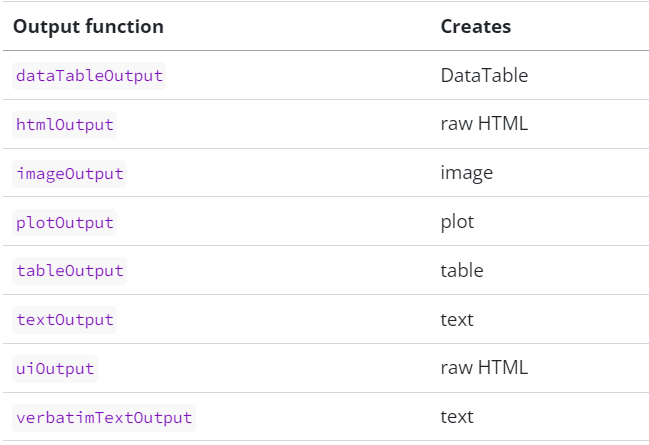 Output function Creates
dataTableOutput DataTable
htmlOutput raw HTML
imageOutput image
plotOutput plot
tableOutput table
textOutput text
uiOutput raw HTML
verbatimTextOutput text